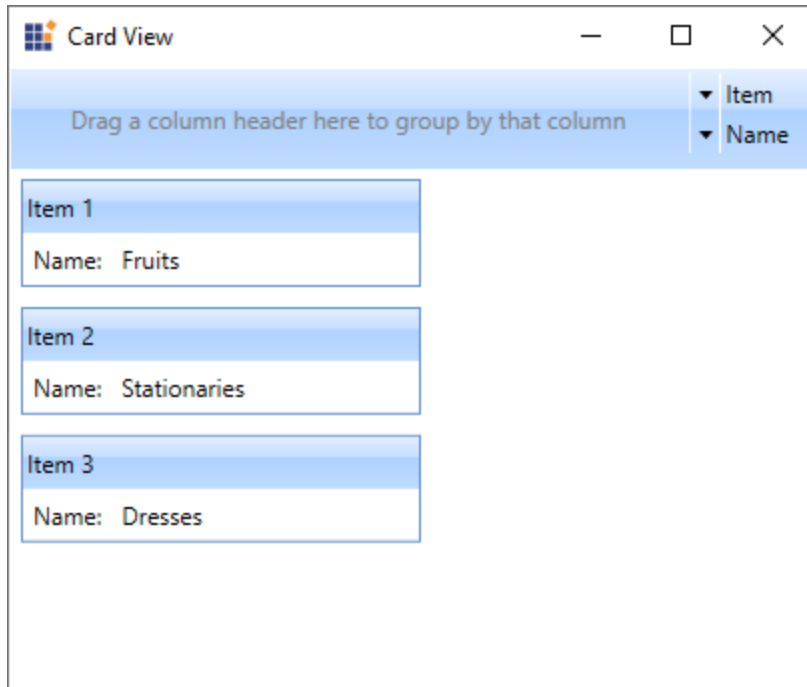 Card View
Drag a column header here to group by that column
Item
Name
Item 1
Name: Fruits
Item 2
Name: Stationaries
Item 3
Name: Dresses